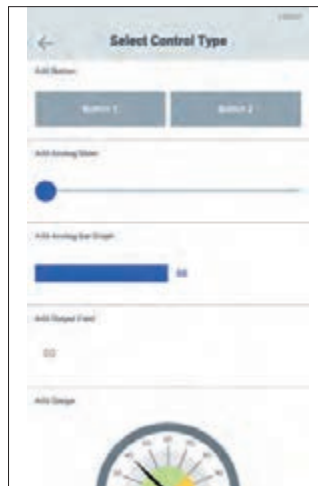 Select Control Type
Add Button
Button 1
Button 2
Add Analog Slider
Add Analog Bar Graph
Add Output Field
Add Gauge